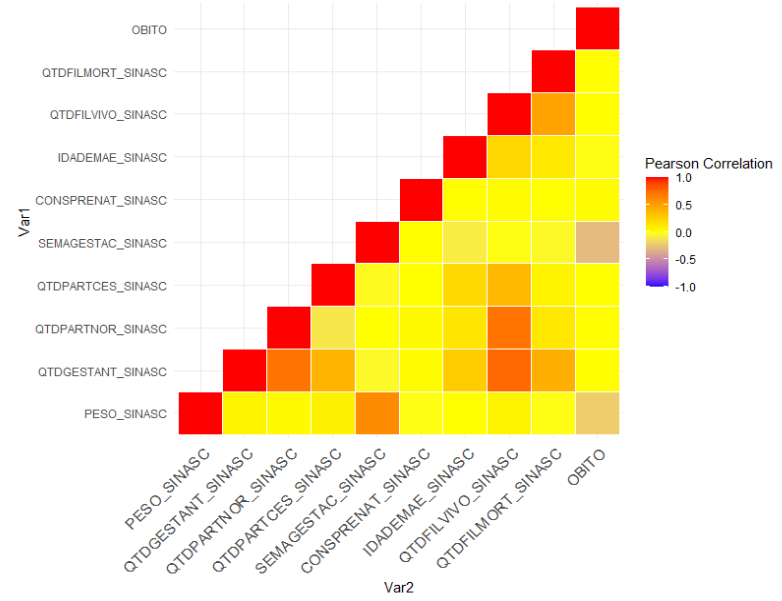 OBITO
QTDFILMORT_SINASC
QTDFILVIVO_SINASC
IDADEMAE_SINASC
CONSPRENAT_SINASC
SEMAGESTAC_SINASC
QTDPARTCES_SINASC
QTDPARTNOR_SINASC
QTDGESTANT_SINASC
PESO_SINASC
Var1
PESO_SINASC
QTDGESTANT_SINASC
QTDPARTNOR_SINASC
QTDPARTCES_SINASC
SEMAGESTAC_SINASC
CONSPRENAT_SINASC
IDADEMAE_SINASC
QTDFILVIVO_SINASC
QTDFILMORT_SINASC
OBITO
Var2
Pearson Correlation
1.0
0.5
0.0
-0.5
-1.0